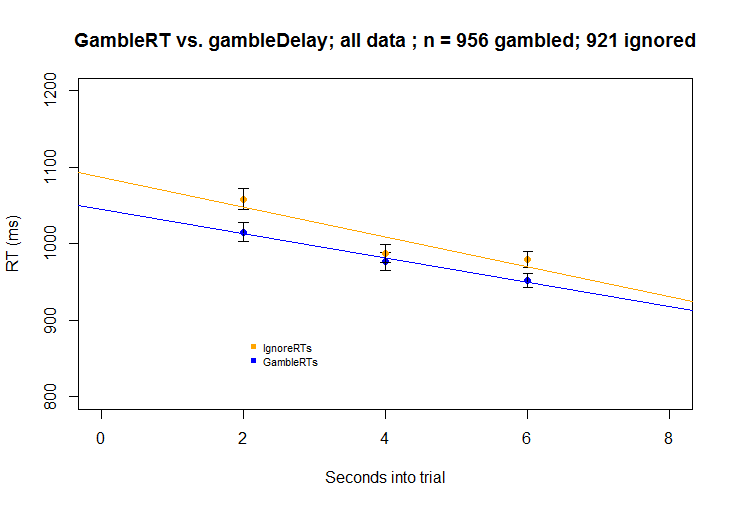 GambleRT vs. gambleDelay; all data ; n = 956 gambled; 921 ignored
1200
1100
1000
900
800
RT (ms)
IgnoreRTs
GambleRTs
0 2 4 6 8
Seconds into trial